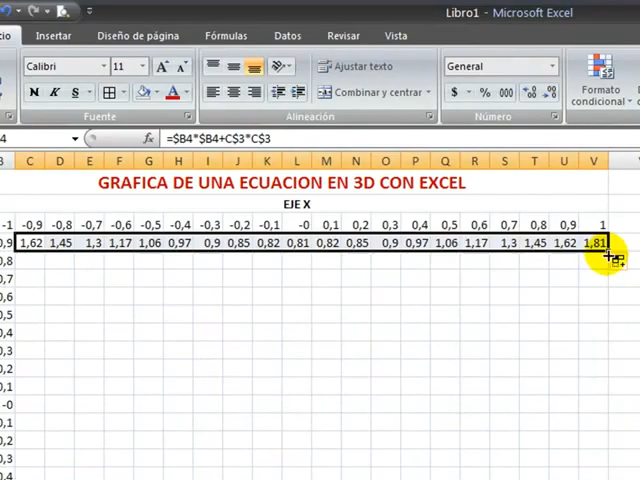 Libro1 - Microsoft Excel
Insertar Diseño de página Fórmulas Datos Revisar Vista
Calibri 11 Ajustar texto General Formato condicional
N K S A Combinar y centrar $ % 000
Fuente Alineación Número
fx =$B4*$B4+C$3*C$3
C D E F G H I J K L M N O P Q R S T U V
GRAFICA DE UNA ECUACION EN 3D CON EXCEL
EJE X
-1 -0,9 -0,8 -0,7 -0,6 -0,5 -0,4 -0,3 -0,2 -0,1 -0 0,1 0,2 0,3 0,4 0,5 0,6 0,7 0,8 0,9 1
0,9 1,62 1,45 1,3 1,17 1,06 0,97 0,9 0,85 0,82 0,81 0,82 0,85 0,9 0,97 1,06 1,17 1,3 1,45 1,62 1,81
0,8
0,7
0,6
0,5
0,4
0,3
0,2
0,1
-0
0,1
0,2
0,3
0,4